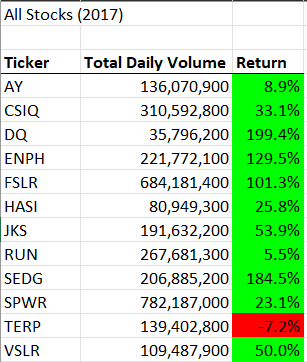 All Stocks (2017)
Ticker Total Daily Volume Return
AY 136,070,900 8.9%
CSIQ 310,592,800 33.1%
DQ 35,796,200 199.4%
ENPH 221,772,100 129.5%
FSLR 684,181,400 101.3%
HASI 80,949,300 25.8%
JKS 191,632,200 53.9%
RUN 267,681,300 5.5%
SEDG 206,885,200 184.5%
SPWR 782,187,000 23.1%
TERP 139,402,800 -7.2%
VSLR 109,487,900 50.0%